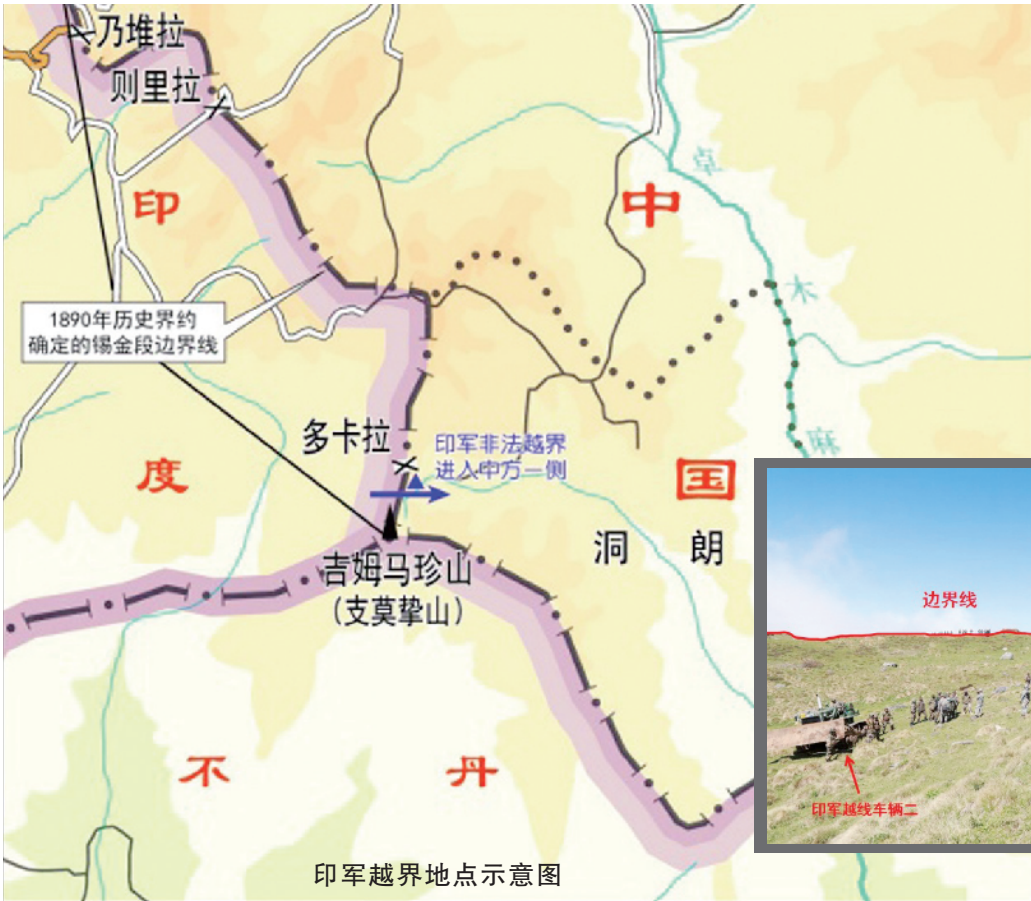 乃堆拉
则里拉
印
中
卓
木
1890年历史界约
确定的锡金段边界线
多卡拉
印军非法越界
进入中方一侧
麻
度
国
洞 朗
吉姆马珍山
(支莫挚山)
边界线
不 丹
印军越线车辆二
印军越界地点示意图